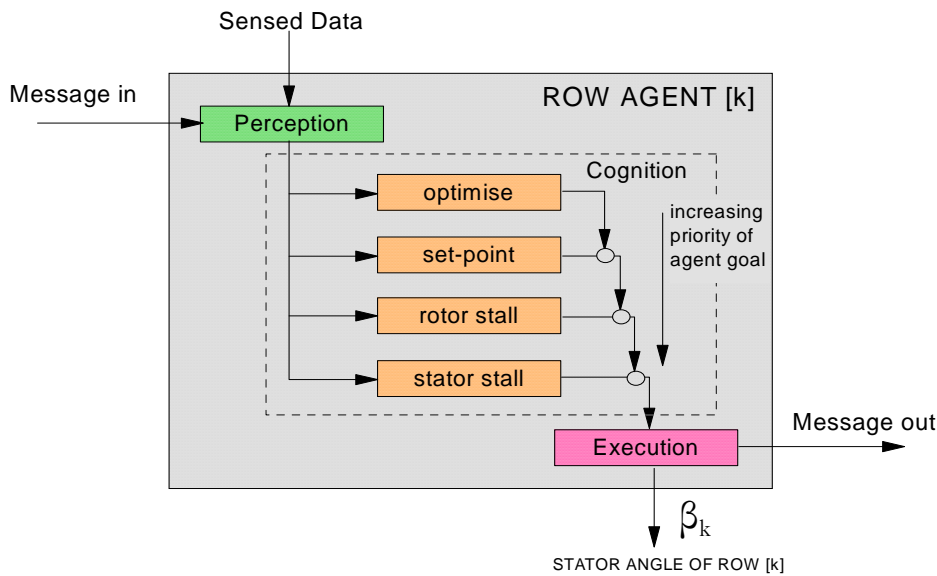 Sensed Data
Message in
ROW AGENT [k]
Perception
Cognition
optimise
increasing
priority of
agent goal
set-point
rotor stall
stator stall
Message out
Execution
βk
STATOR ANGLE OF ROW [k]